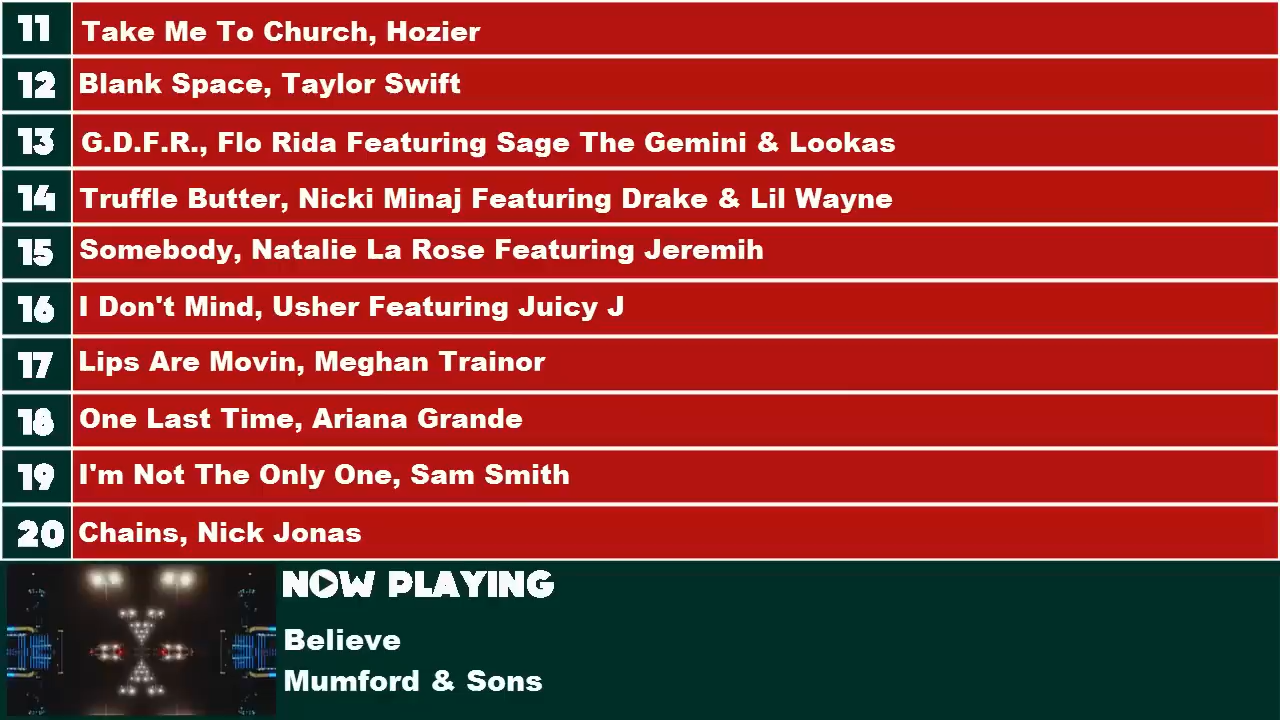 11 Take Me To Church, Hozier
12 Blank Space, Taylor Swift
13 G.D.F.R., Flo Rida Featuring Sage The Gemini & Lookas
14 Truffle Butter, Nicki Minaj Featuring Drake & Lil Wayne
15 Somebody, Natalie La Rose Featuring Jeremih
16 I Don't Mind, Usher Featuring Juicy J
17 Lips Are Movin, Meghan Trainor
18 One Last Time, Ariana Grande
19 I'm Not The Only One, Sam Smith
20 Chains, Nick Jonas
NOW PLAYING
Believe
Mumford & Sons